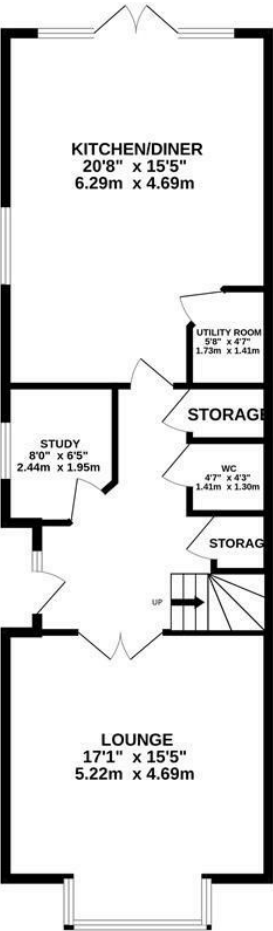 KITCHEN/DINER
20'8" x 15'5"
6.29m x 4.69m
UTILITY ROOM
5'8" x 4'7"
1.73m x 1.41m
STORAGE
STUDY
8'0" x 6'5"
2.44m x 1.95m
WC
4'7" x 4'3"
1.41m x 1.30m
STORAG
UP
LOUNGE
17'1" x 15'5"
5.22m x 4.69m